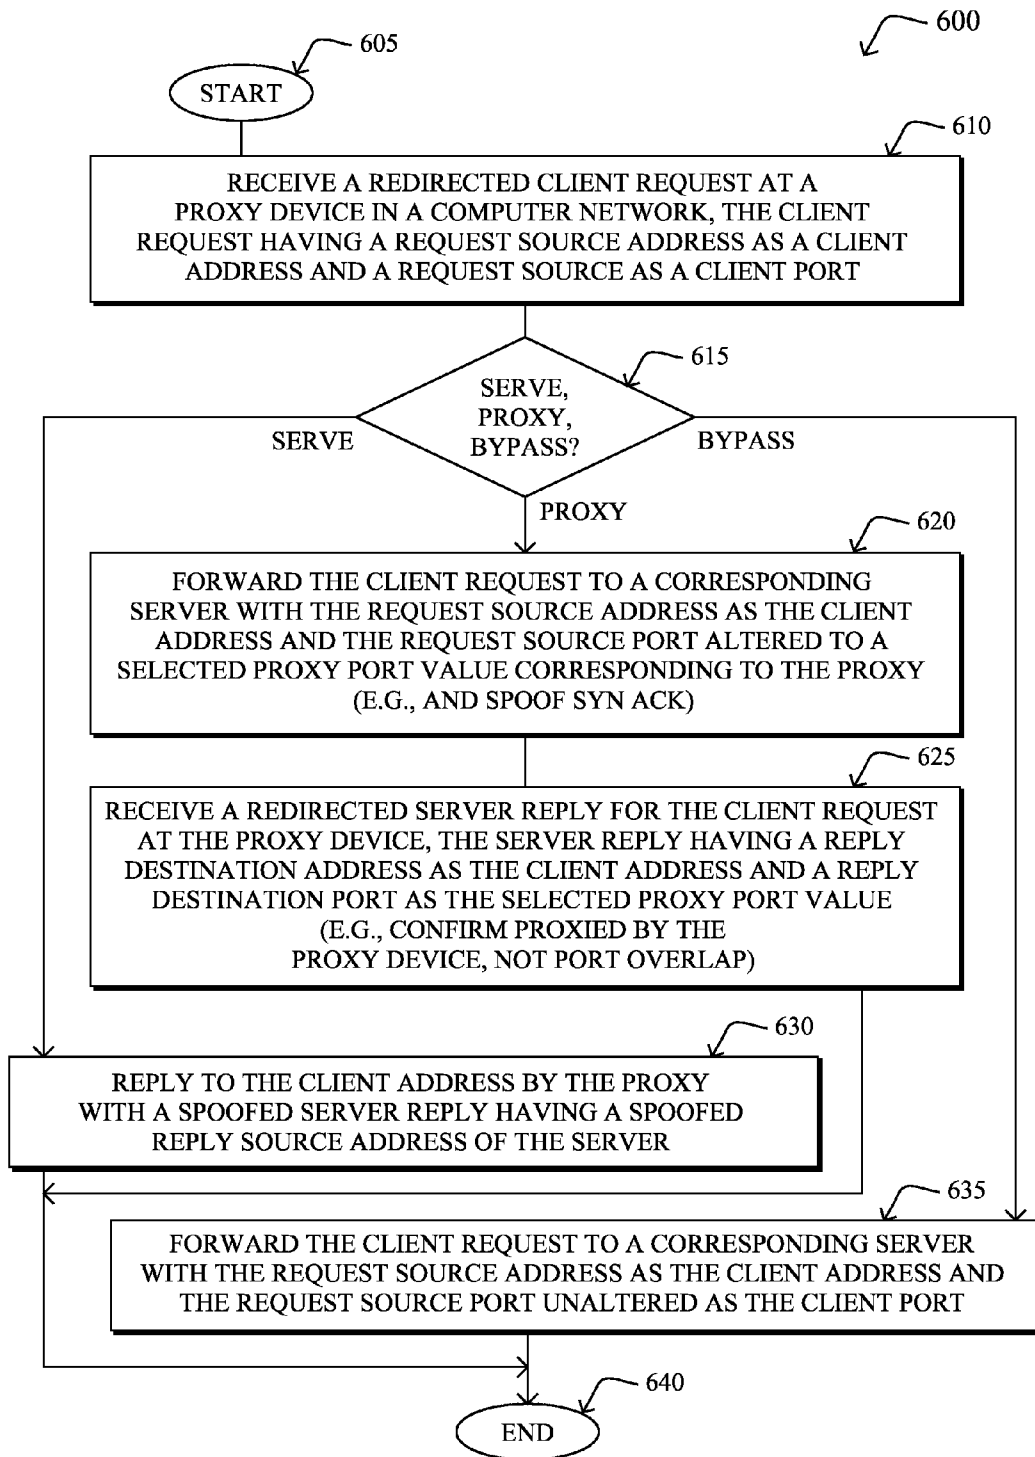 600
605
START
610
RECEIVE A REDIRECTED CLIENT REQUEST AT A
PROXY DEVICE IN A COMPUTER NETWORK, THE CLIENT
REQUEST HAVING A REQUEST SOURCE ADDRESS AS A CLIENT
ADDRESS AND A REQUEST SOURCE AS A CLIENT PORT
615
SERVE,
PROXY,
BYPASS?
SERVE
BYPASS
PROXY
620
FORWARD THE CLIENT REQUEST TO A CORRESPONDING
SERVER WITH THE REQUEST SOURCE ADDRESS AS THE CLIENT
ADDRESS AND THE REQUEST SOURCE PORT ALTERED TO A
SELECTED PROXY PORT VALUE CORRESPONDING TO THE PROXY
(E.G., AND SPOOF SYN ACK)
625
RECEIVE A REDIRECTED SERVER REPLY FOR THE CLIENT REQUEST
AT THE PROXY DEVICE, THE SERVER REPLY HAVING A REPLY
DESTINATION ADDRESS AS THE CLIENT ADDRESS AND A REPLY
DESTINATION PORT AS THE SELECTED PROXY PORT VALUE
(E.G., CONFIRM PROXIED BY THE
PROXY DEVICE, NOT PORT OVERLAP)
630
REPLY TO THE CLIENT ADDRESS BY THE PROXY
WITH A SPOOFED SERVER REPLY HAVING A SPOOFED
REPLY SOURCE ADDRESS OF THE SERVER
635
FORWARD THE CLIENT REQUEST TO A CORRESPONDING SERVER
WITH THE REQUEST SOURCE ADDRESS AS THE CLIENT ADDRESS AND
THE REQUEST SOURCE PORT UNALTERED AS THE CLIENT PORT
640
END